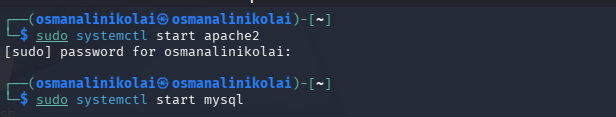 ┌──(osmanalinikolai㉿osmanalinikolai)-[~]
└─$ sudo systemctl start apache2
[sudo] password for osmanalinikolai:
┌──(osmanalinikolai㉿osmanalinikolai)-[~]
└─$ sudo systemctl start mysql